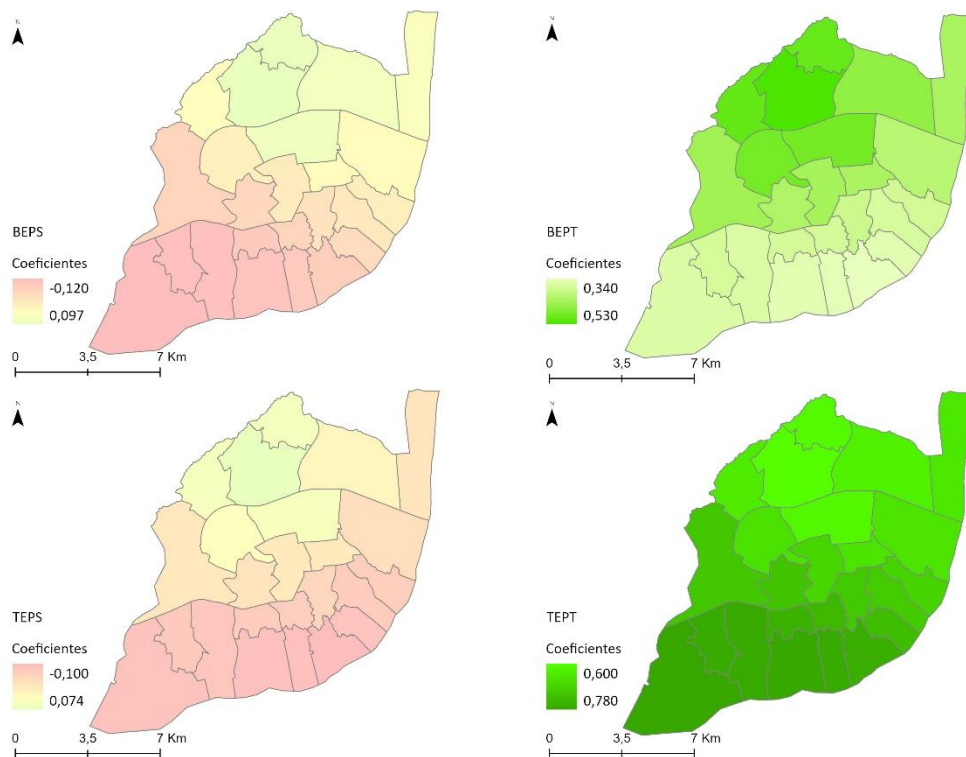 N
BEPS
Coeficientes
-0,120
0,097
0 3,5 7 Km
N
BEPT
Coeficientes
0,340
0,530
0 3,5 7 Km
N
TEPS
Coeficientes
-0,100
0,074
0 3,5 7 Km
N
TEPT
Coeficientes
0,600
0,780
0 3,5 7 Km